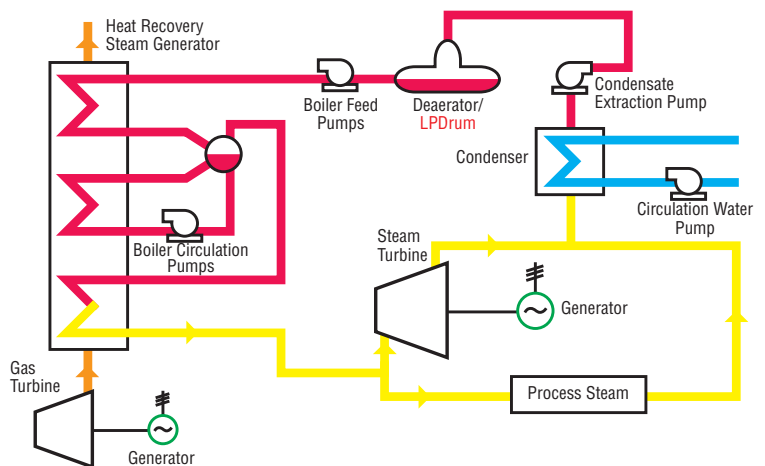 Heat Recovery
Steam Generator
Boiler Feed
Pumps
Deaerator/
LPDrum
Condensate
Extraction Pump
Condenser
Circulation Water
Pump
Boiler Circulation
Pumps
Steam
Turbine
Generator
Gas
Turbine
Process Steam
Generator